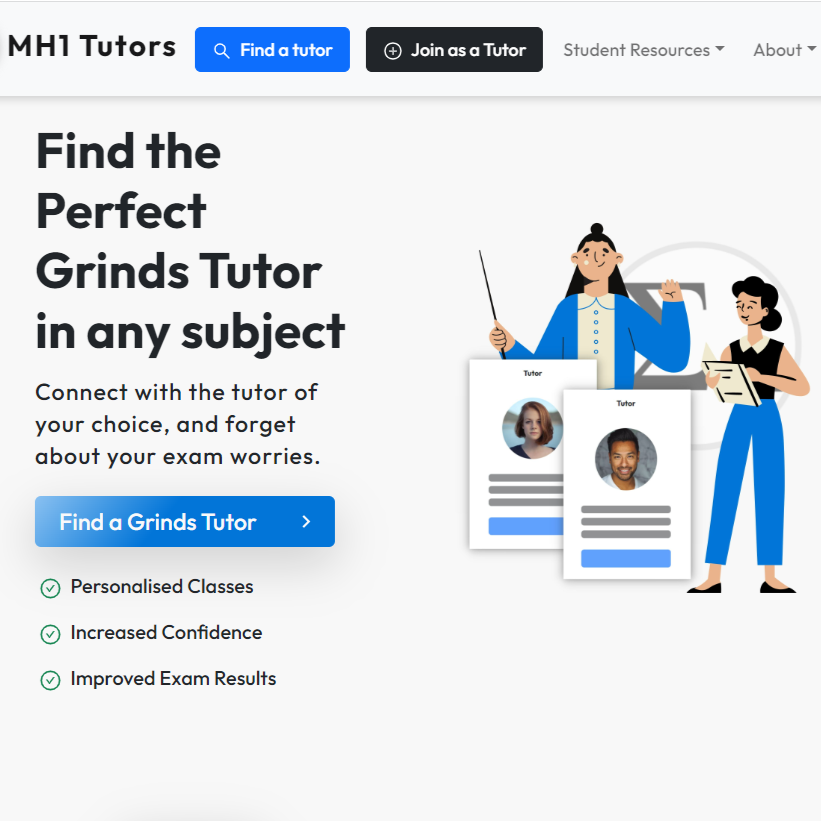 MH1 Tutors
Find a tutor
Join as a Tutor
Student Resources
About
Find the
Perfect
Grinds Tutor
in any subject
Connect with the tutor of
your choice, and forget
about your exam worries.
Find a Grinds Tutor
Personalised Classes
Increased Confidence
Improved Exam Results
Σ
Tutor
Tutor